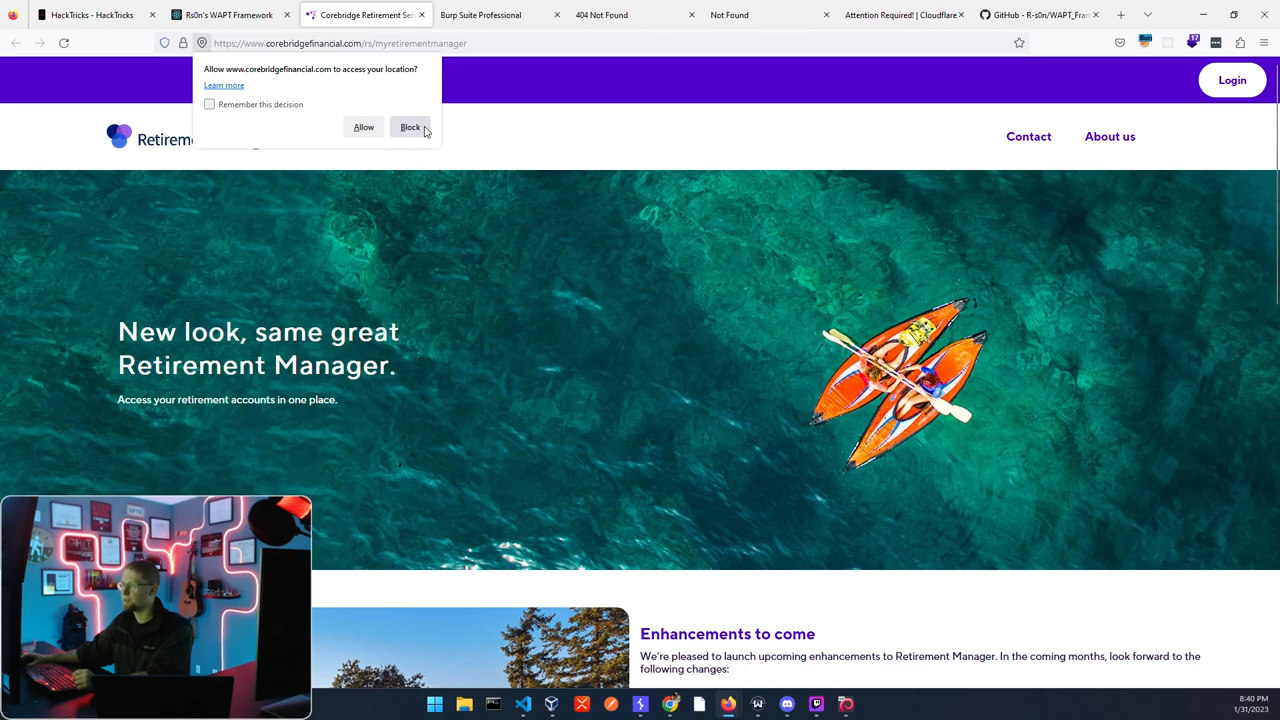 HackTricks - HackTricks
Rs0n's WAPT Framework
Corebridge Retirement Serv
Burp Suite Professional
404 Not Found
Not Found
Attention Required! | Cloudflare
GitHub - R-s0n/WAPT_Fram
https://www.corebridgefinancial.com/rs/myretirementmanager
17
Allow www.corebridgefinancial.com to access your location?
Learn more
Remember this decision
Allow
Block
Login
Contact
About us
New look, same great
Retirement Manager.
Access your retirement accounts in one place.
Enhancements to come
We're pleased to launch upcoming enhancements to Retirement Manager. In the coming months, look forward to the
following changes:
8:40 PM
1/31/2023